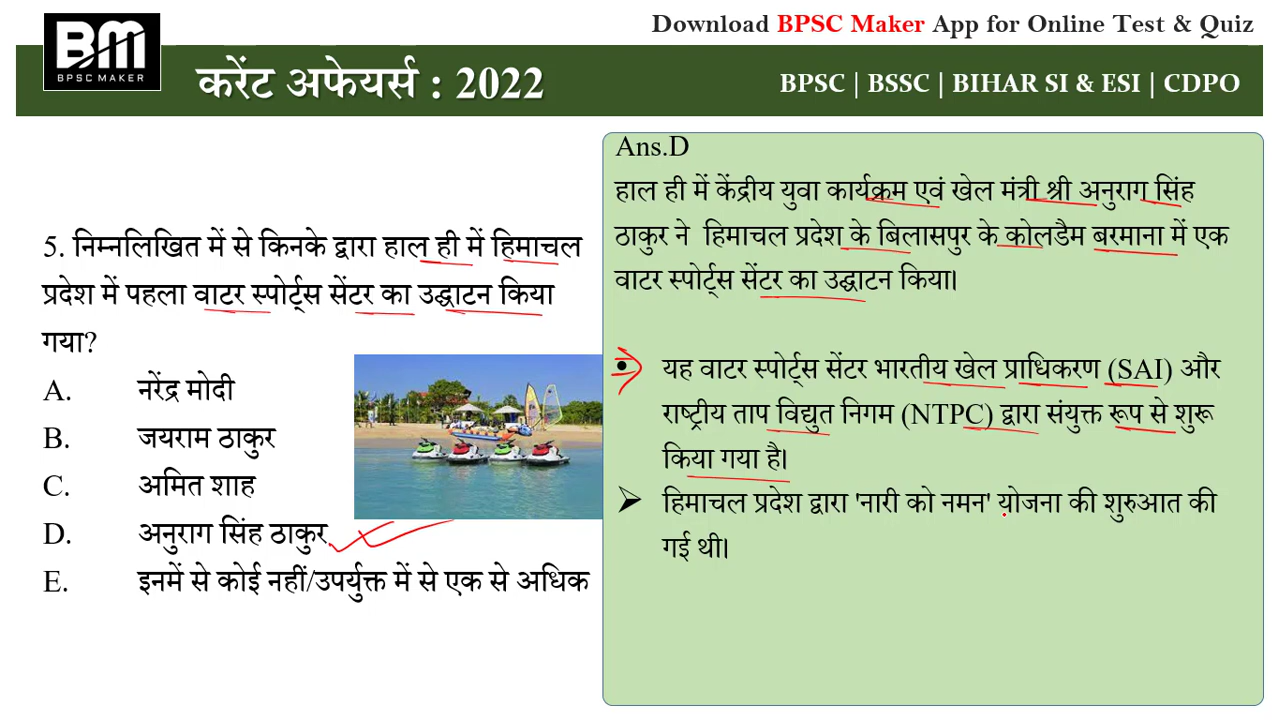 Download BPSC Maker App for Online Test & Quiz
BM
BPSC MAKER
करेंट अफेयर्स : 2022
BPSC | BSSC | BIHAR SI & ESI | CDPO
5. निम्नलिखित में से किनके द्वारा हाल ही में हिमाचल
प्रदेश में पहला वाटर स्पोर्ट्स सेंटर का उद्घाटन किया
गया?
A. नरेंद्र मोदी
B. जयराम ठाकुर
C. अमित शाह
D. अनुराग सिंह ठाकुर
E. इनमें से कोई नहीं/उपर्युक्त में से एक से अधिक
Ans.D
हाल ही में केंद्रीय युवा कार्यक्रम एवं खेल मंत्री श्री अनुराग सिंह
ठाकुर ने हिमाचल प्रदेश के बिलासपुर के कोलडैम बरमाना में एक
वाटर स्पोर्ट्स सेंटर का उद्घाटन किया।
• यह वाटर स्पोर्ट्स सेंटर भारतीय खेल प्राधिकरण (SAI) और
राष्ट्रीय ताप विद्युत निगम (NTPC) द्वारा संयुक्त रूप से शुरू
किया गया है।
➢ हिमाचल प्रदेश द्वारा 'नारी को नमन' योजना की शुरुआत की
गई थी।